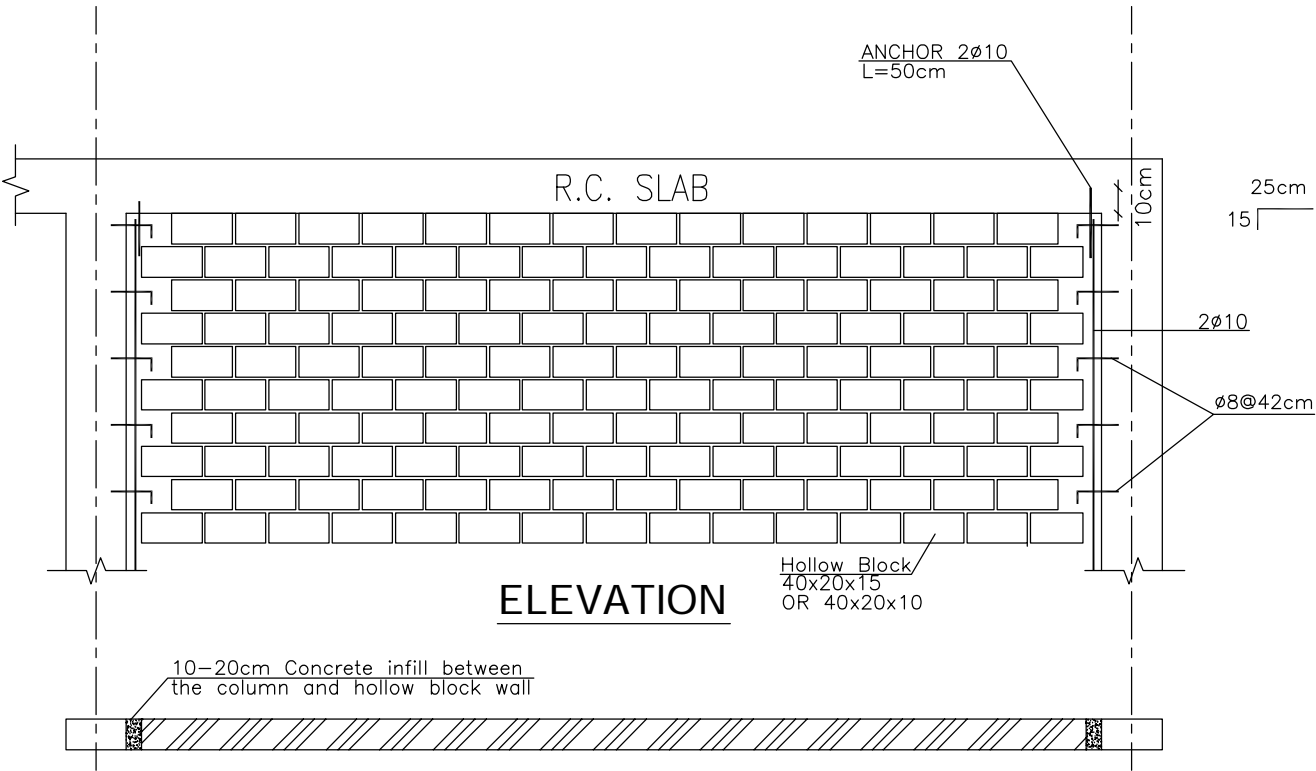 ANCHOR 2ø10
L=50cm
R.C. SLAB
10cm
25cm
15
2ø10
ø8@42cm
Hollow Block
40x20x15
OR 40x20x10
ELEVATION
10-20cm Concrete infill between
the column and hollow block wall